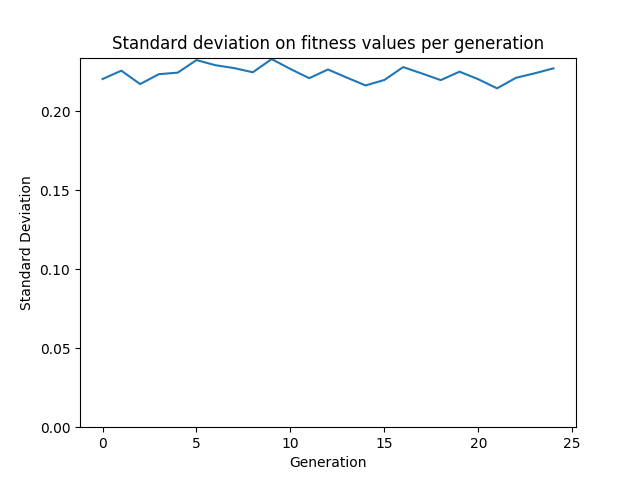 Standard deviation on fitness values per generation
Standard Deviation
0.20
0.15
0.10
0.05
0.00
0 5 10 15 20 25
Generation